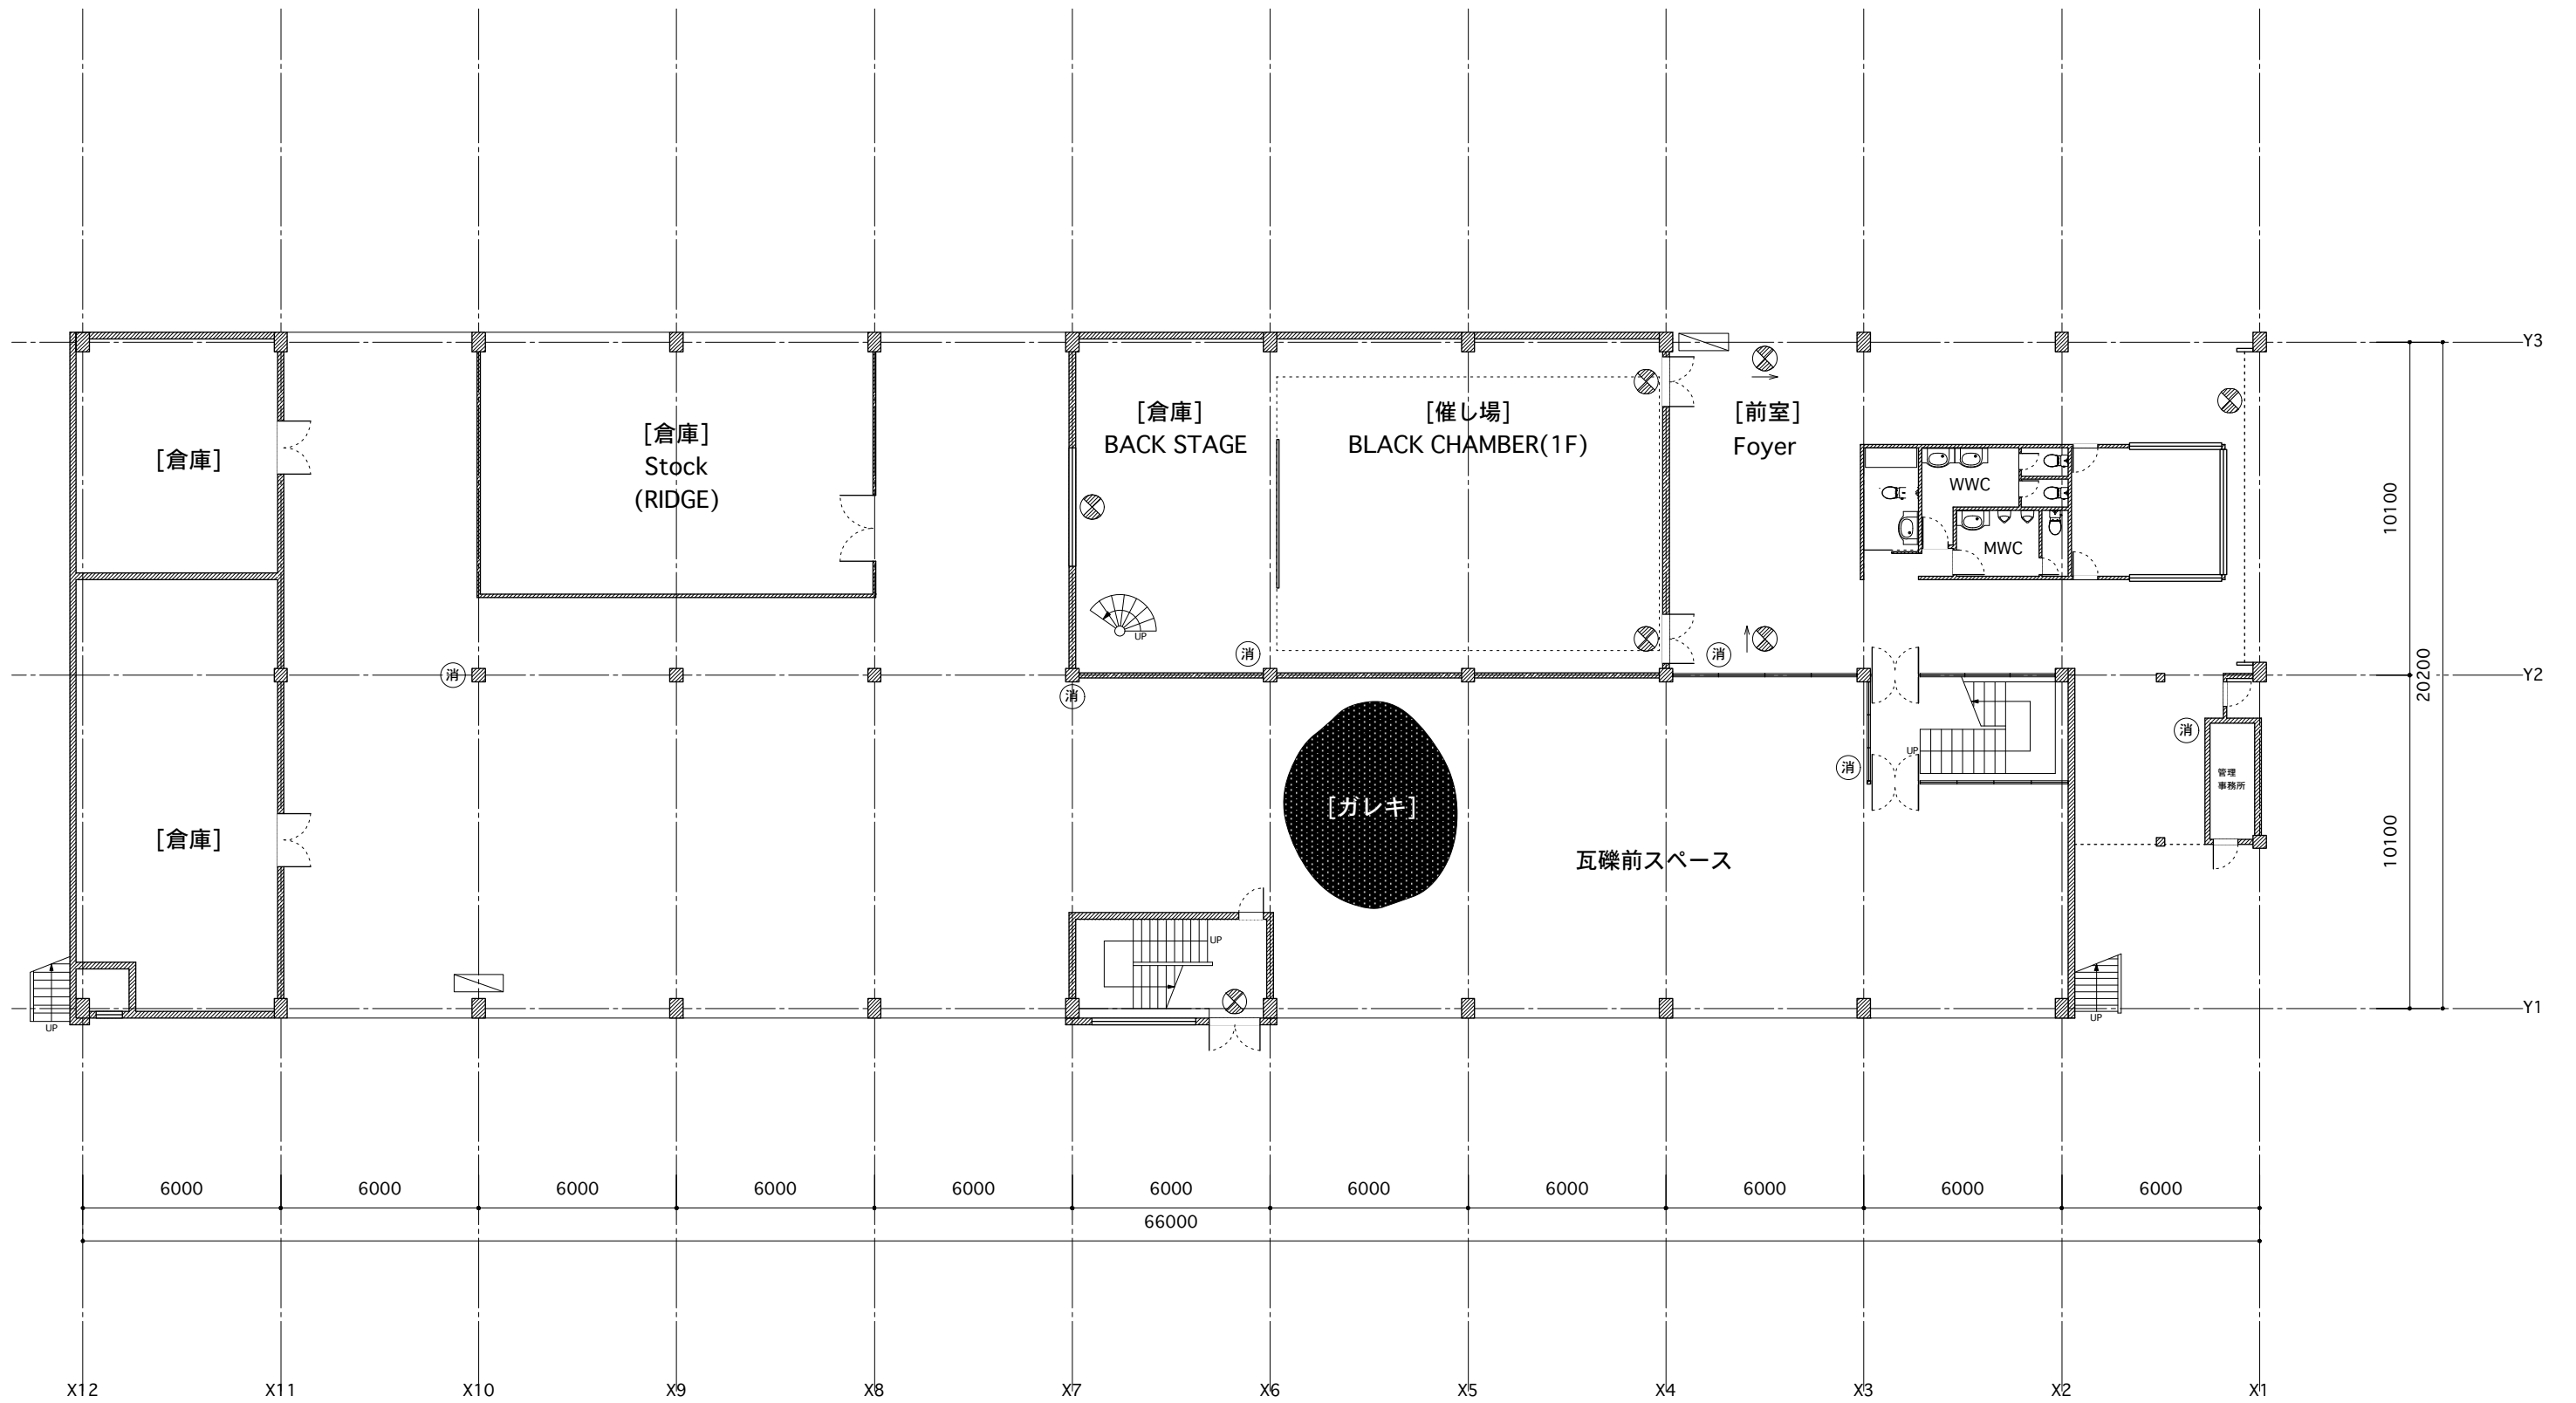 Y3
[倉庫]
[倉庫]
Stock
(RIDGE)
[倉庫]
BACK STAGE
[催し場]
BLACK CHAMBER(1F)
[前室]
Foyer
WWC
MWC
10100
UP
消
消
消
消
Y2
20200
消
消
UP
管理
事務所
[ガレキ]
[倉庫]
瓦礫前スペース
10100
UP
UP
UP
Y1
6000
6000
6000
6000
6000
6000
6000
6000
6000
6000
6000
66000
X12
X11
X10
X9
X8
X7
X6
X5
X4
X3
X2
X1